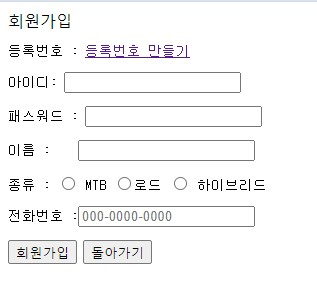 회원가입
등록번호 : 등록번호 만들기
아이디:
패스워드 :
이름 :
종류 : MTB 로드 하이브리드
전화번호 : 000-0000-0000
회원가입 돌아가기